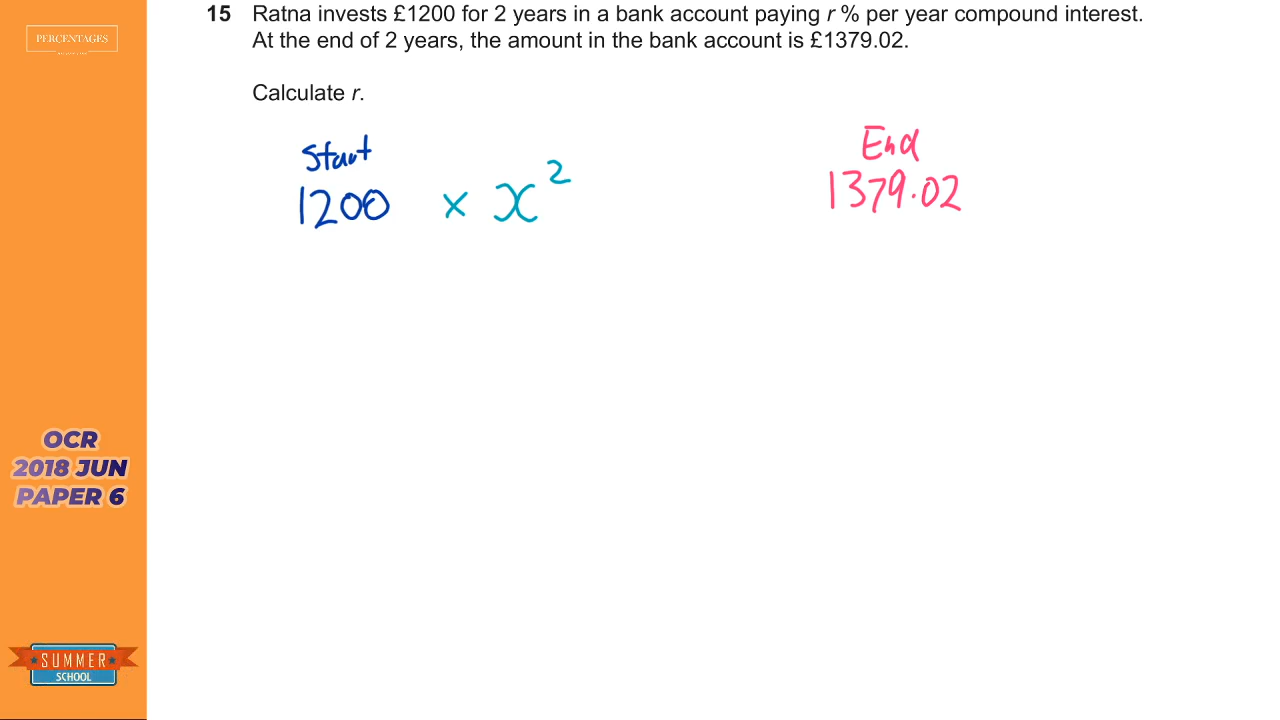 PERCENTAGES
15 Ratna invests £1200 for 2 years in a bank account paying r % per year compound interest.
At the end of 2 years, the amount in the bank account is £1379.02.
Calculate r.
Start
End
1200 × x²
1379.02
OCR
2018 JUN
PAPER 6
SUMMER
SCHOOL